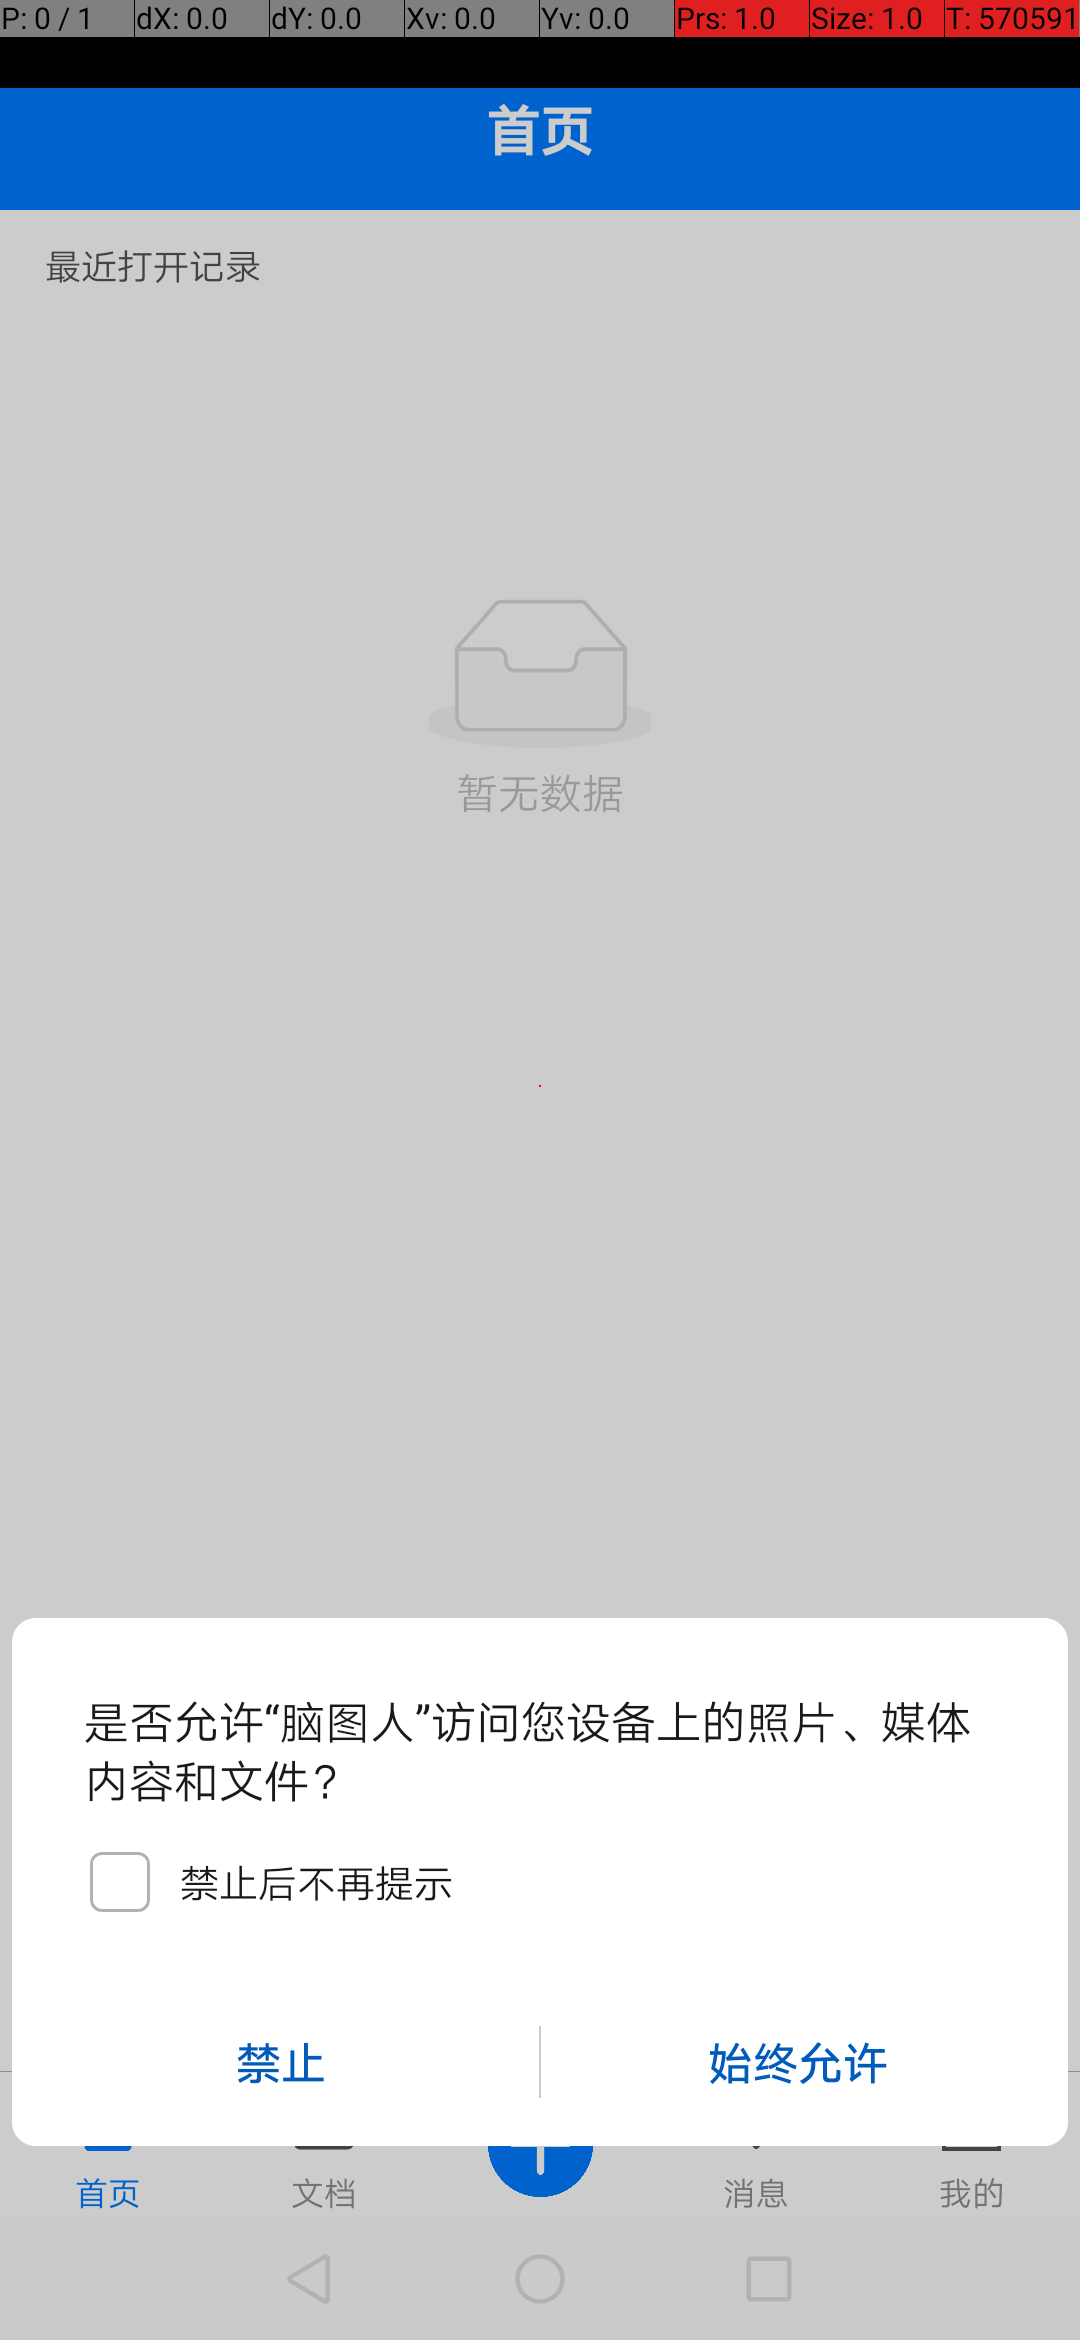 P: 0 / 1 dX: 0.0 dY: 0.0 Xv: 0.0 Yv: 0.0 Prs: 1.0 Size: 1.0 T: 570591
首页
最近打开记录
暂无数据
是否允许“脑图人”访问您设备上的照片、媒体
内容和文件?
禁止后不再提示
禁止 始终允许
首页 文档 消息 我的